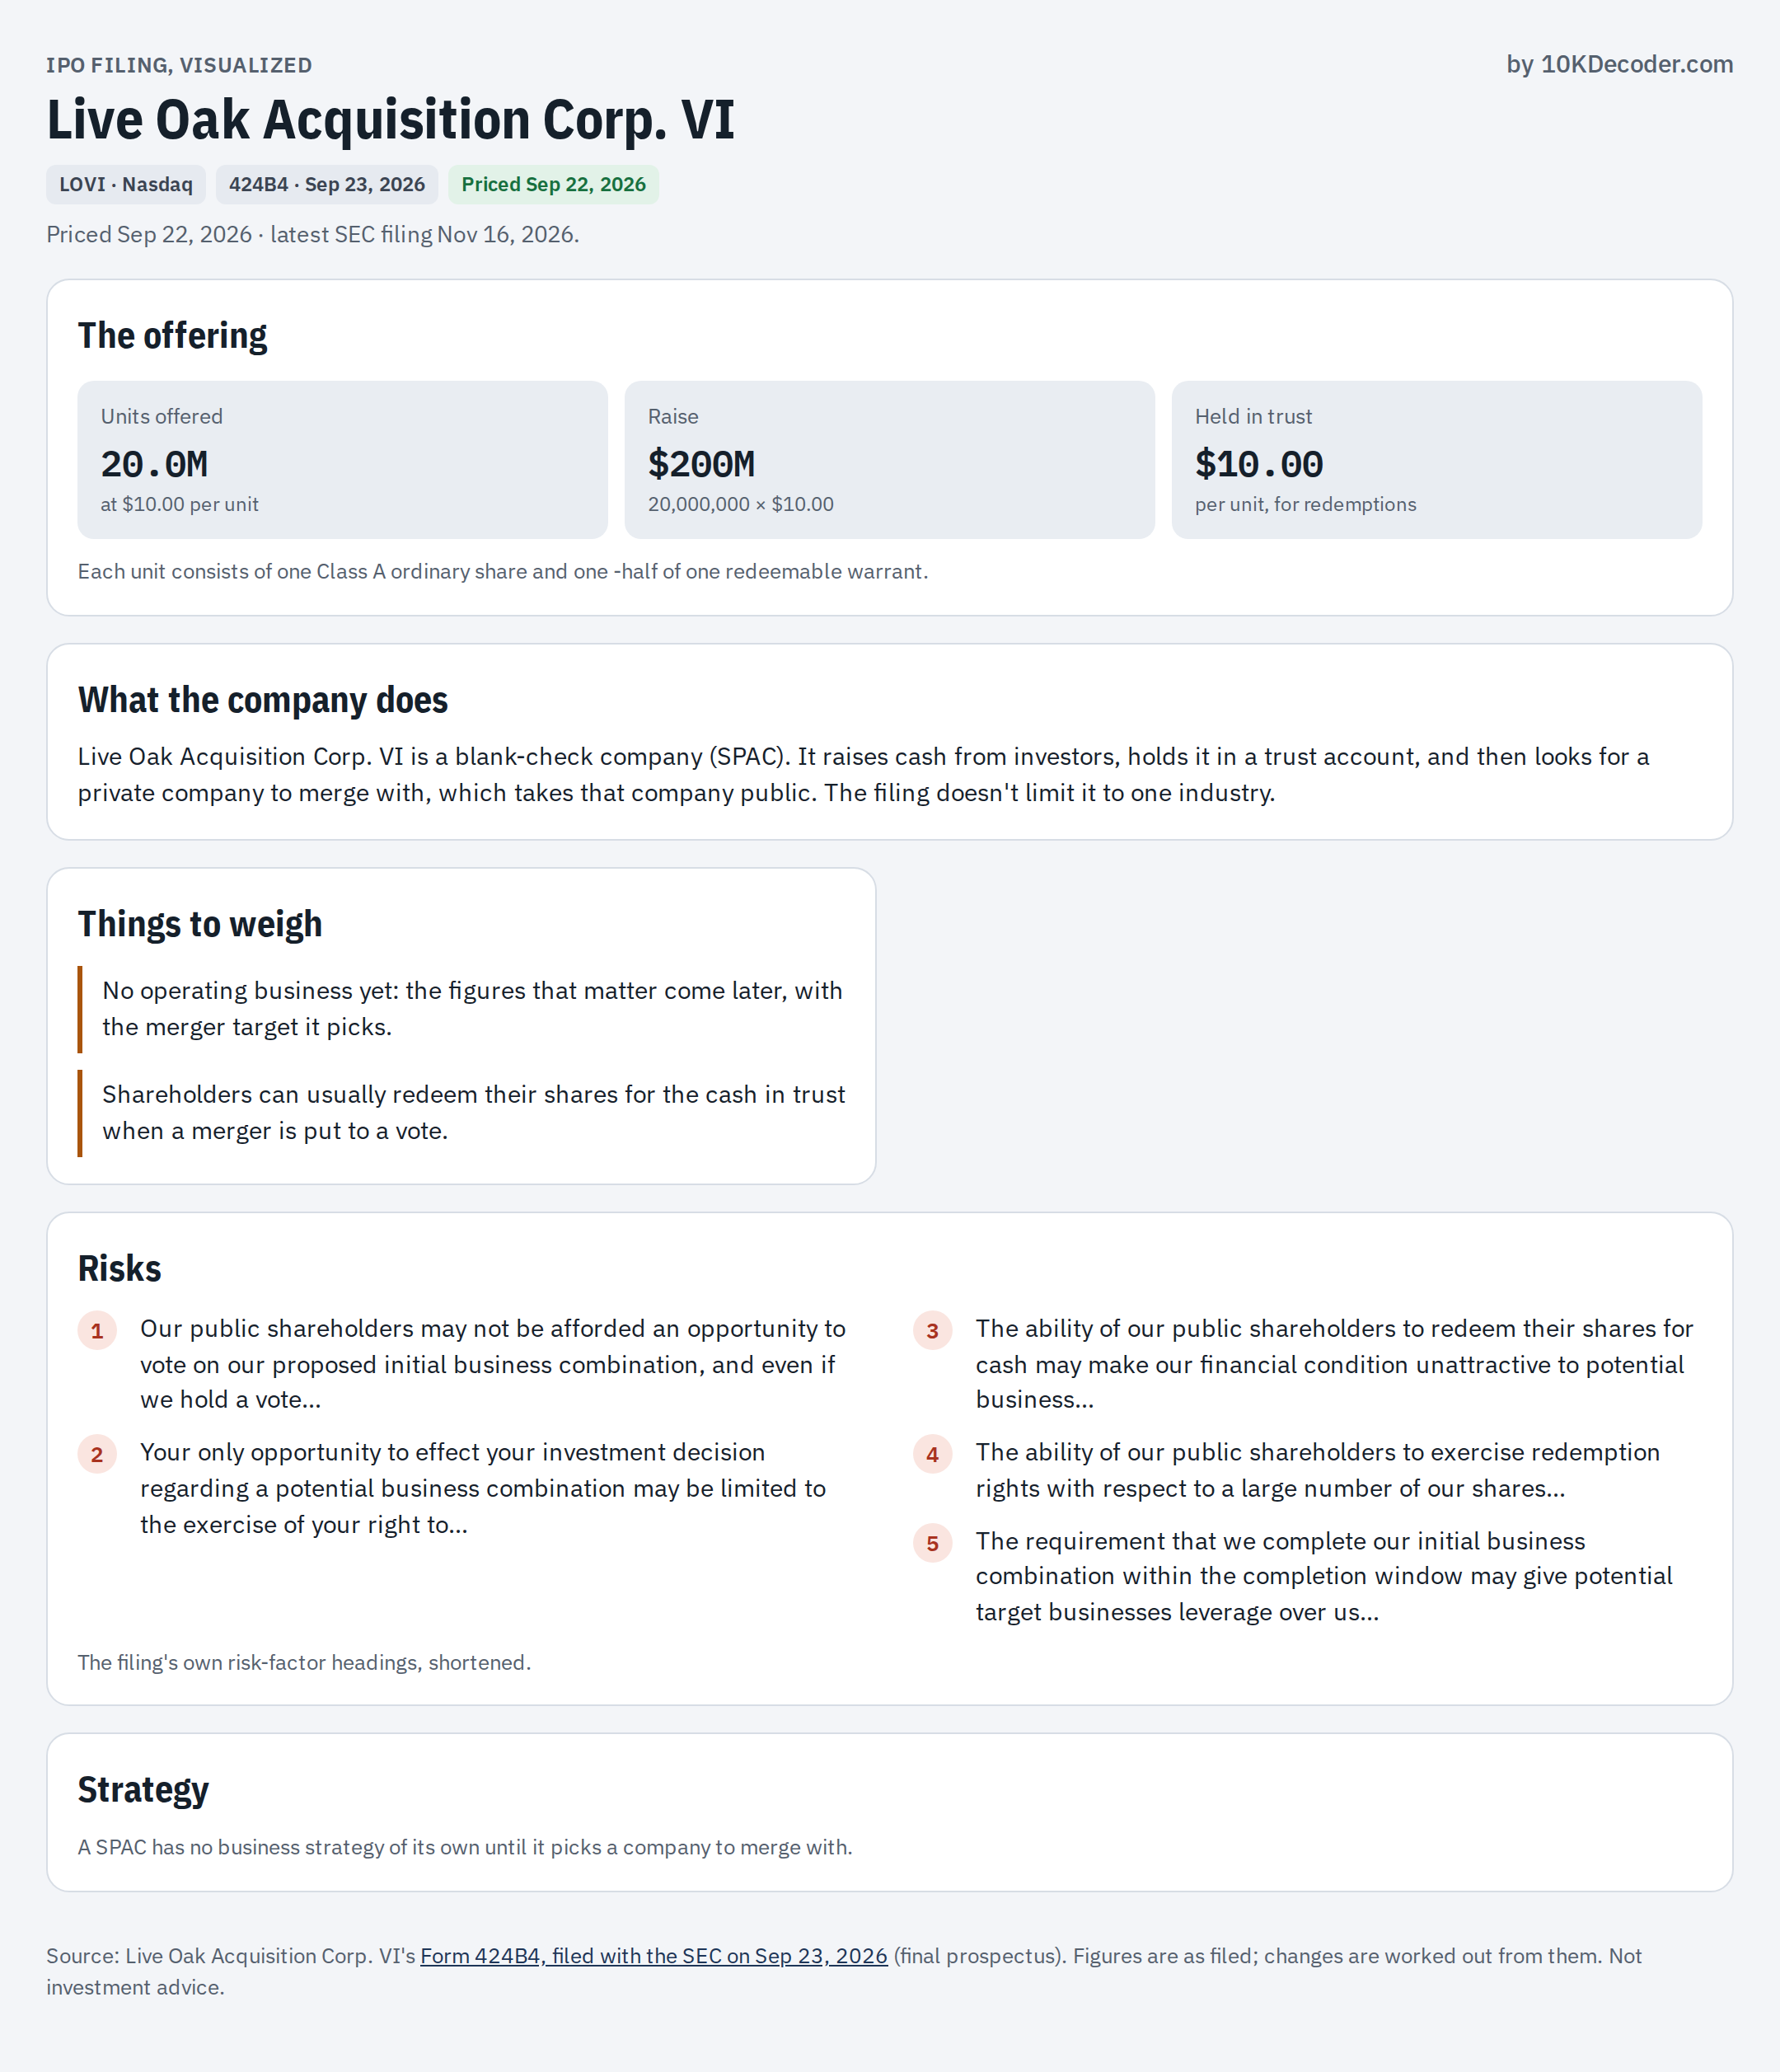 IPO FILING, VISUALIZED
by 10KDecoder.com
Live Oak Acquisition Corp. VI
LOVI · Nasdaq
424B4 · Sep 23, 2026
Priced Sep 22, 2026
Priced Sep 22, 2026 · latest SEC filing Nov 16, 2026.
The offering
Units offered
20.0M
at $10.00 per unit
Raise
$200M
20,000,000 × $10.00
Held in trust
$10.00
per unit, for redemptions
Each unit consists of one Class A ordinary share and one -half of one redeemable warrant.
What the company does
Live Oak Acquisition Corp. VI is a blank-check company (SPAC). It raises cash from investors, holds it in a trust account, and then looks for a
private company to merge with, which takes that company public. The filing doesn't limit it to one industry.
Things to weigh
No operating business yet: the figures that matter come later, with
the merger target it picks.
Shareholders can usually redeem their shares for the cash in trust
when a merger is put to a vote.
Risks
1
Our public shareholders may not be afforded an opportunity to
vote on our proposed initial business combination, and even if
we hold a vote...
2
Your only opportunity to effect your investment decision
regarding a potential business combination may be limited to
the exercise of your right to...
3
The ability of our public shareholders to redeem their shares for
cash may make our financial condition unattractive to potential
business...
4
The ability of our public shareholders to exercise redemption
rights with respect to a large number of our shares...
5
The requirement that we complete our initial business
combination within the completion window may give potential
target businesses leverage over us...
The filing's own risk-factor headings, shortened.
Strategy
A SPAC has no business strategy of its own until it picks a company to merge with.
Source: Live Oak Acquisition Corp. VI's Form 424B4, filed with the SEC on Sep 23, 2026 (final prospectus). Figures are as filed; changes are worked out from them. Not
investment advice.